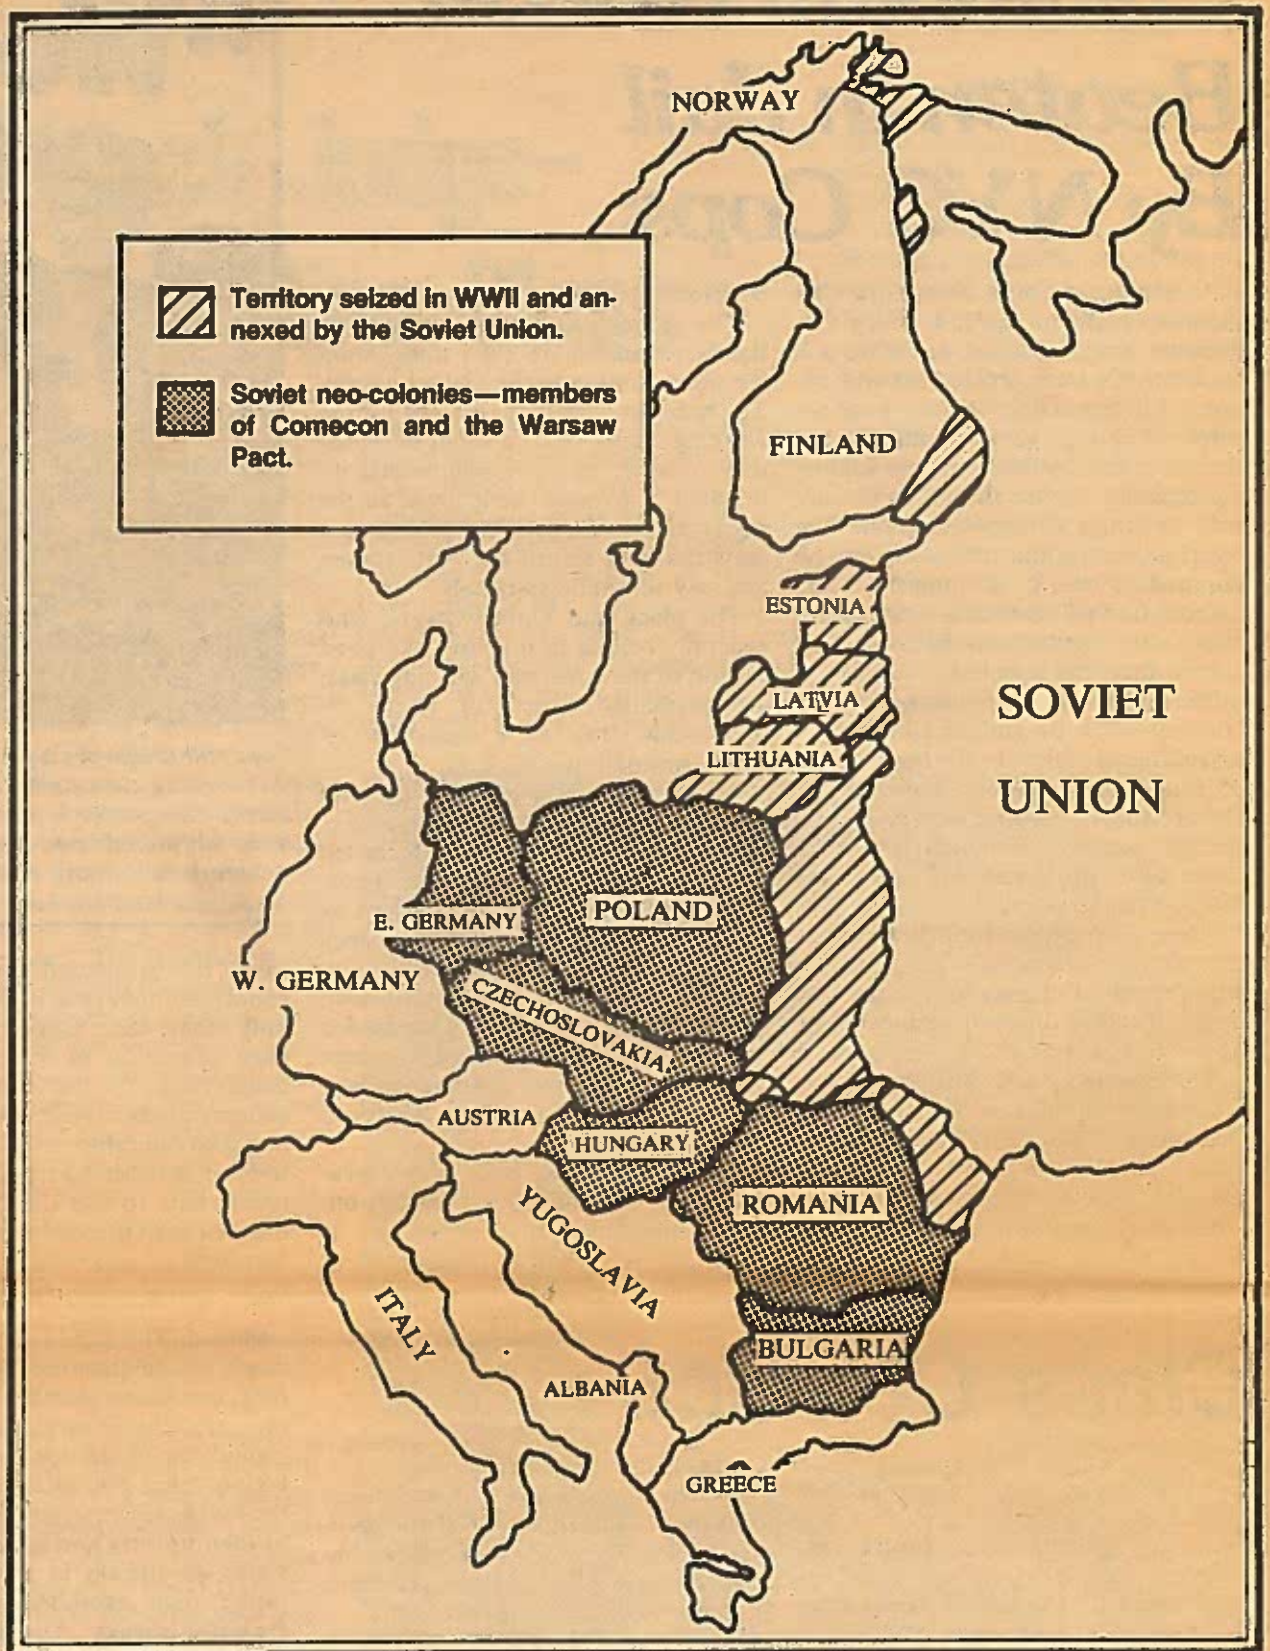 NORWAY
Territory seized in WWII and an-
nexed by the Soviet Union.
Soviet neo-colonies—members
of Comecon and the Warsaw
Pact.
FINLAND
ESTONIA
LATVIA
LITHUANIA
SOVIET
UNION
POLAND
E. GERMANY
W. GERMANY
CZECHOSLOVAKIA
AUSTRIA
HUNGARY
ROMANIA
YUGOSLAVIA
ITALY
BULGARIA
ALBANIA
GREECE